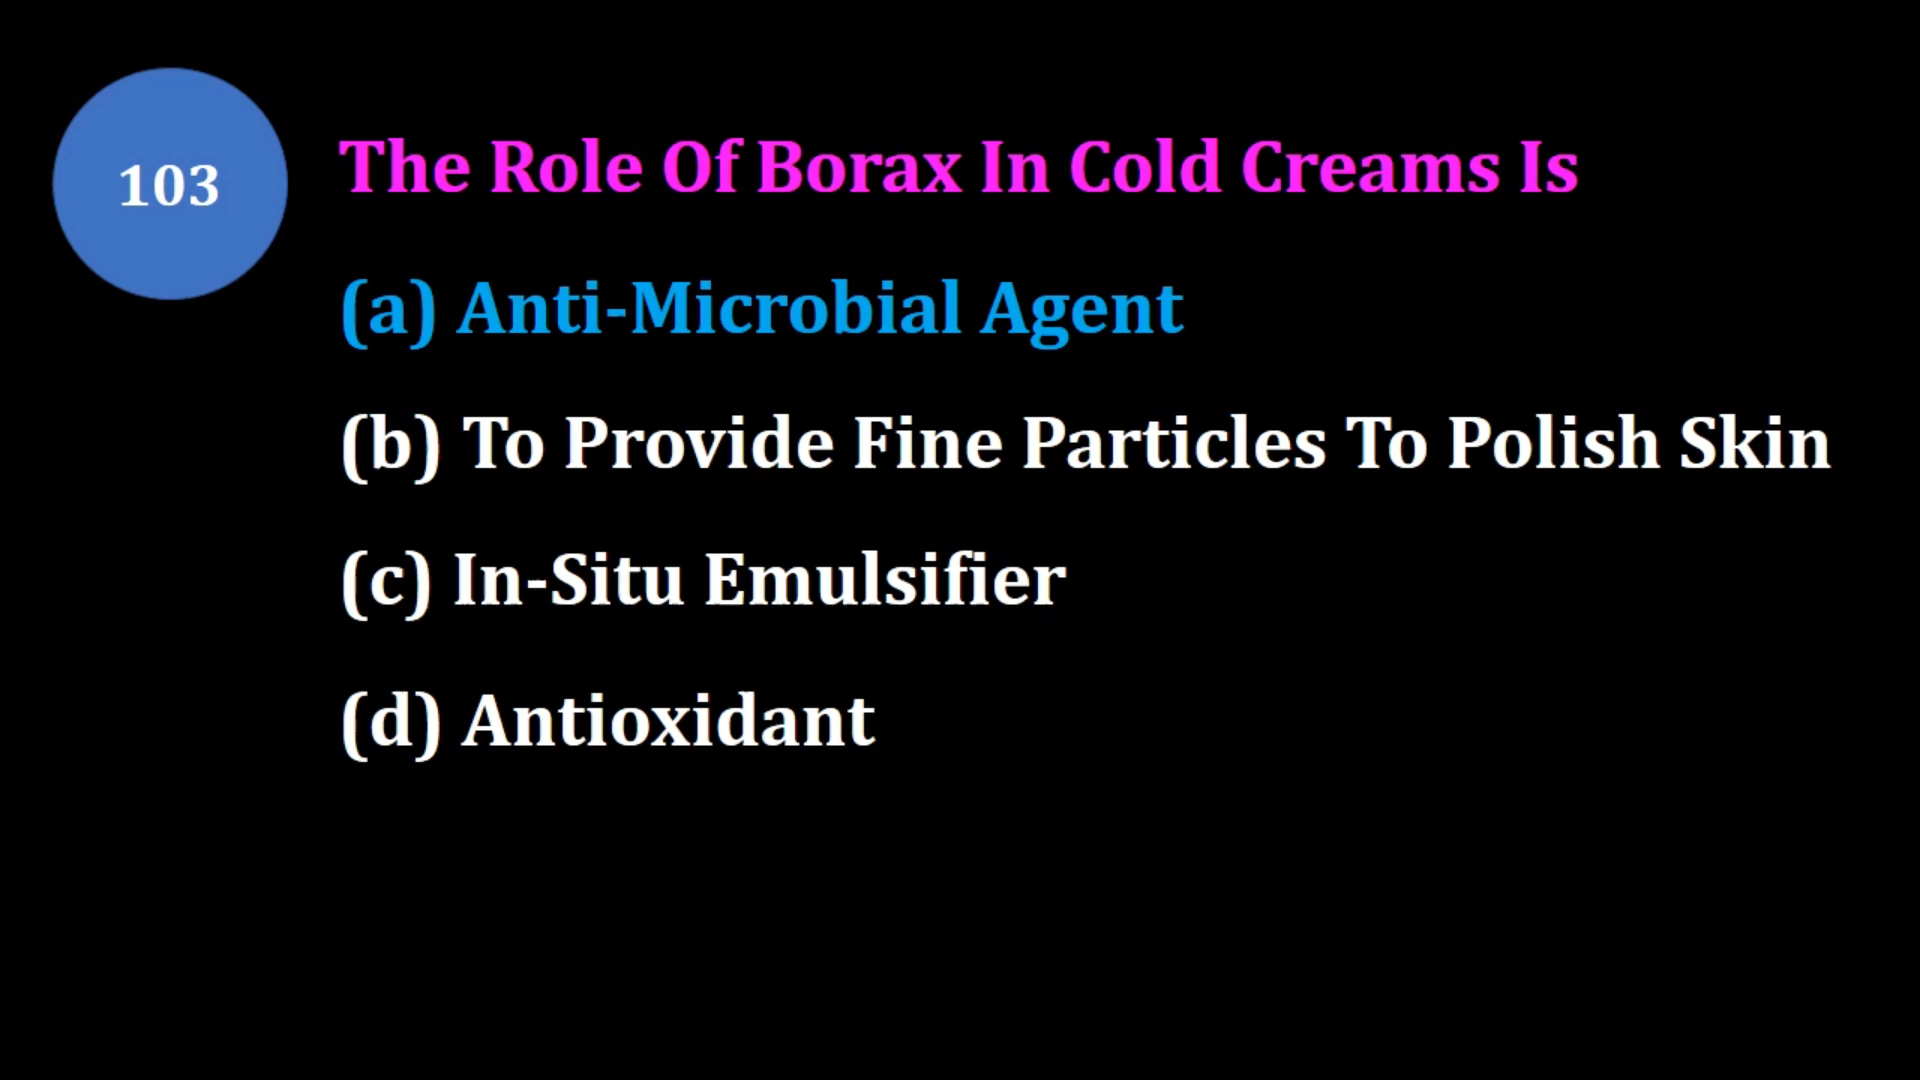 103
The Role Of Borax In Cold Creams Is
(a) Anti-Microbial Agent
(b) To Provide Fine Particles To Polish Skin
(c) In-Situ Emulsifier
(d) Antioxidant